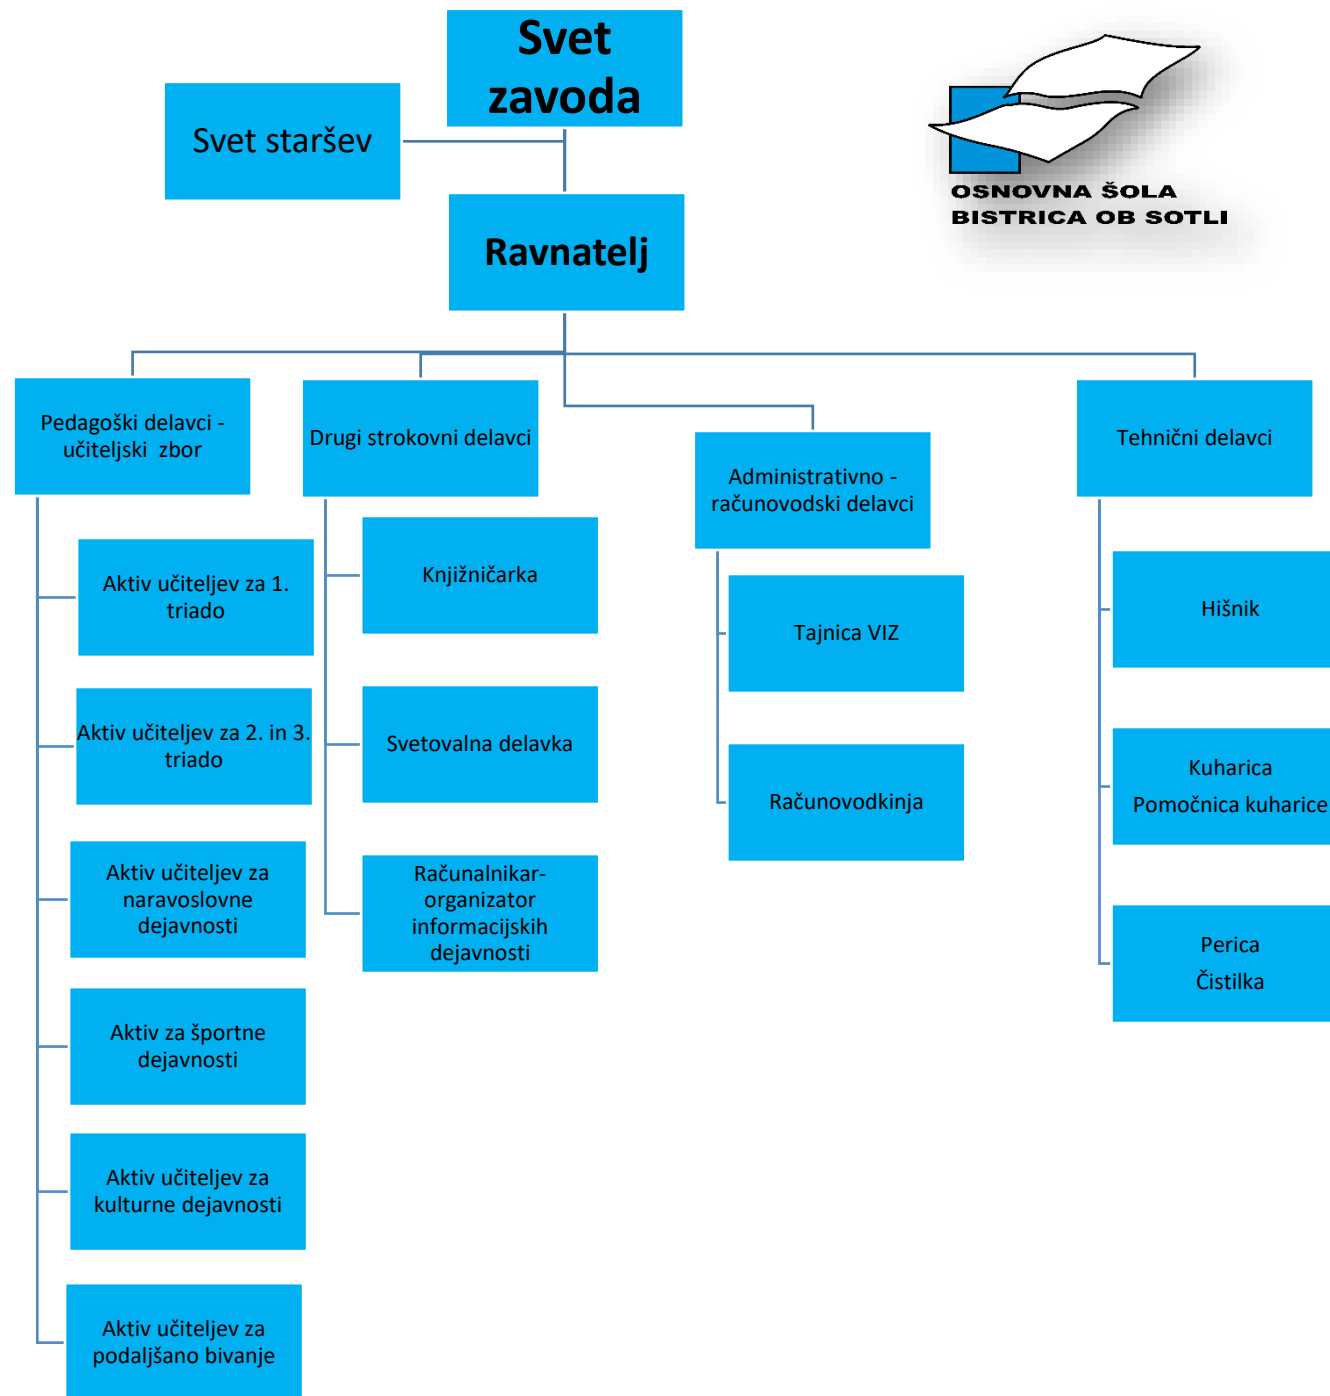 Svet
zavoda
Svet staršev
OSNOVNA ŠOLA
BISTRICA OB SOTLI
Ravnatelj
Pedagoški delavci -
učiteljski zbor
Aktiv učiteljev za 1.
triado
Aktiv učiteljev za 2. in 3.
triado
Aktiv učiteljev za
naravoslovne
dejavnosti
Aktiv za športne
dejavnosti
Aktiv učiteljev za
kulturne dejavnosti
Aktiv učiteljev za
podaljšano bivanje
Drugi strokovni delavci
Knjižničarka
Svetovalna delavka
Računalnikar-
organizator
informacijskih
dejavnosti
Administrativno -
računovodski delavci
Tajnica VIZ
Računovodkinja
Tehnični delavci
Hišnik
Kuharica
Pomočnica kuharice
Perica
Čistilka